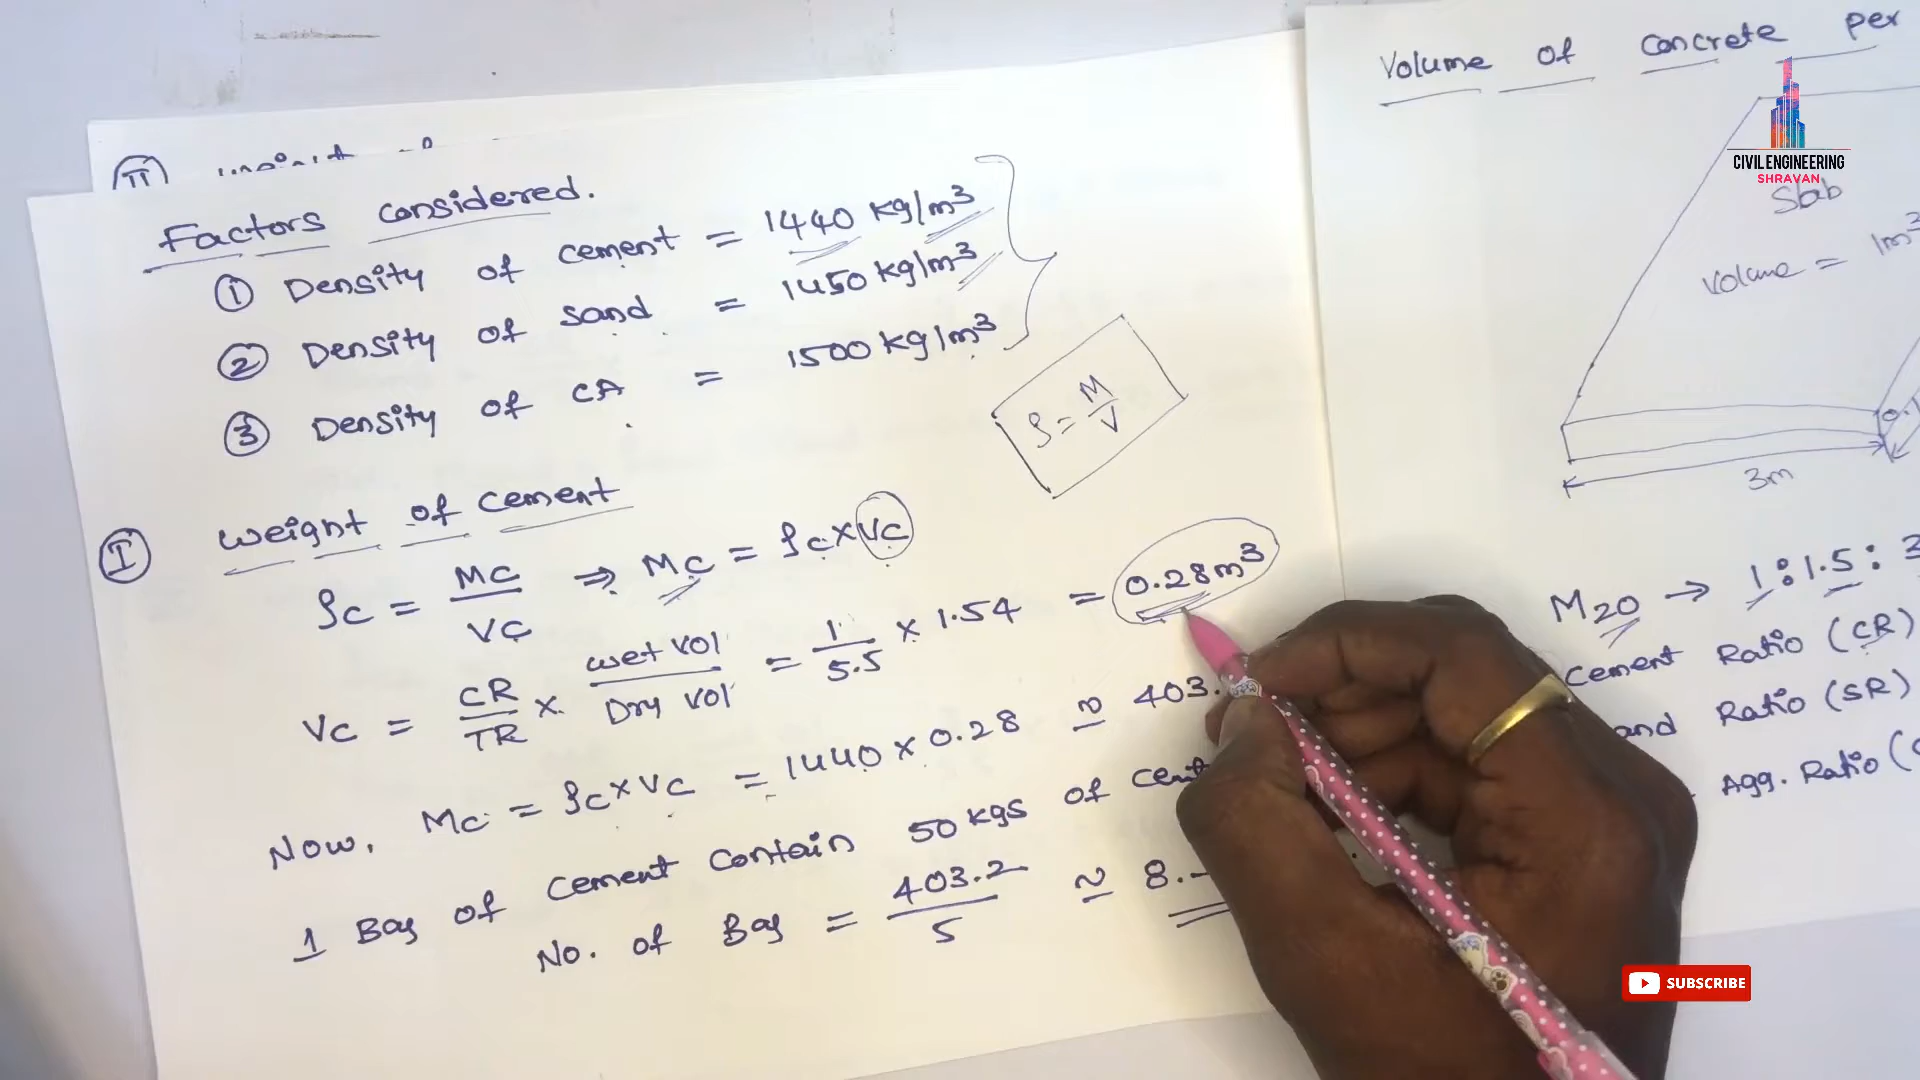 Factors considered.
① Density of cement = 1440 kg/m³
② Density of sand = 1450 kg/m³
③ Density of CA = 1500 kg/m³
ρ = M/V
Ⓘ Weight of cement
ρc = MC/VC ⇒ Mc = ρc × Vc
Vc = CR/TR × wet vol/Dry vol = 1/5.5 × 1.54 = 0.28m³
Now, Mc = ρc × Vc = 1440 × 0.28 ≈ 403.
1 Bag of cement contain 50 kgs of
No. of Bag = 403.2/5 ≈ 8.
Volume of concrete per
CIVIL ENGINEERING
SHRAVAN
Slab
Volume = 1m³
3m
M20 → 1:1.5:3
Cement Ratio (CR)
and Ratio (SR)
Agg. Ratio (
SUBSCRIBE